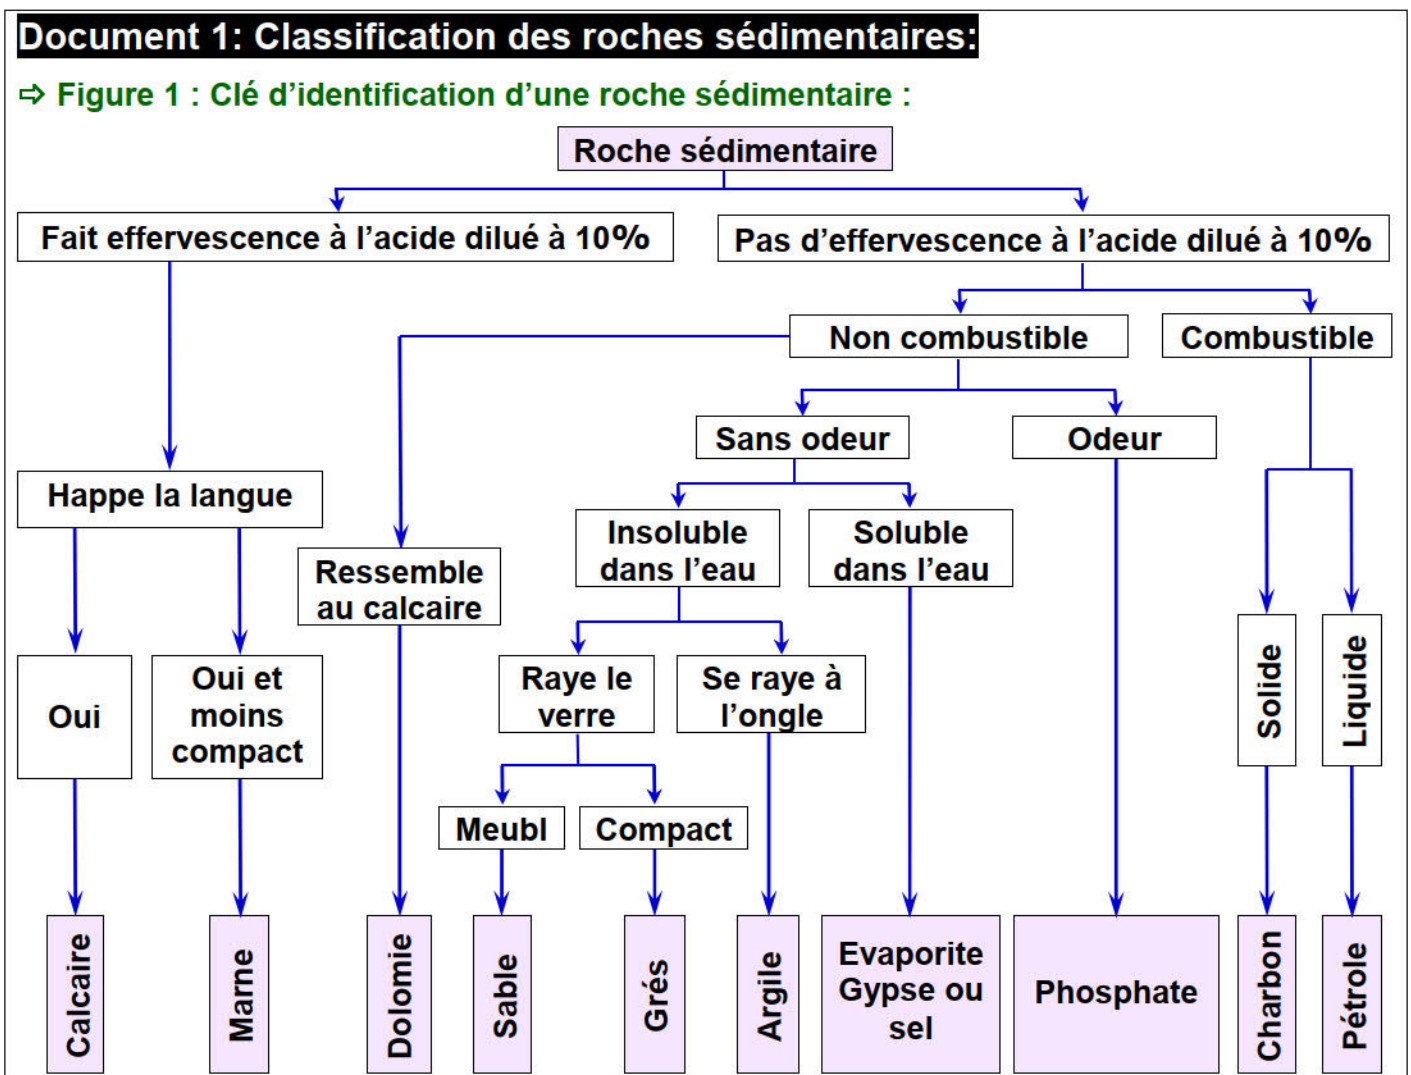 Document 1: Classification des roches sédimentaires:
⇨ Figure 1 : Clé d’identification d’une roche sédimentaire :
Roche sédimentaire
Fait effervescence à l’acide dilué à 10%
Pas d’effervescence à l’acide dilué à 10%
Non combustible
Combustible
Sans odeur
Odeur
Happe la langue
Insoluble
dans l’eau
Soluble
dans l’eau
Ressemble
au calcaire
Oui
Oui et
moins
compact
Raye le
verre
Se raye à
l’ongle
Solide
Liquide
Meubl
Compact
Calcaire
Marne
Dolomie
Sable
Grés
Argile
Evaporite
Gypse ou
sel
Phosphate
Charbon
Pétrole